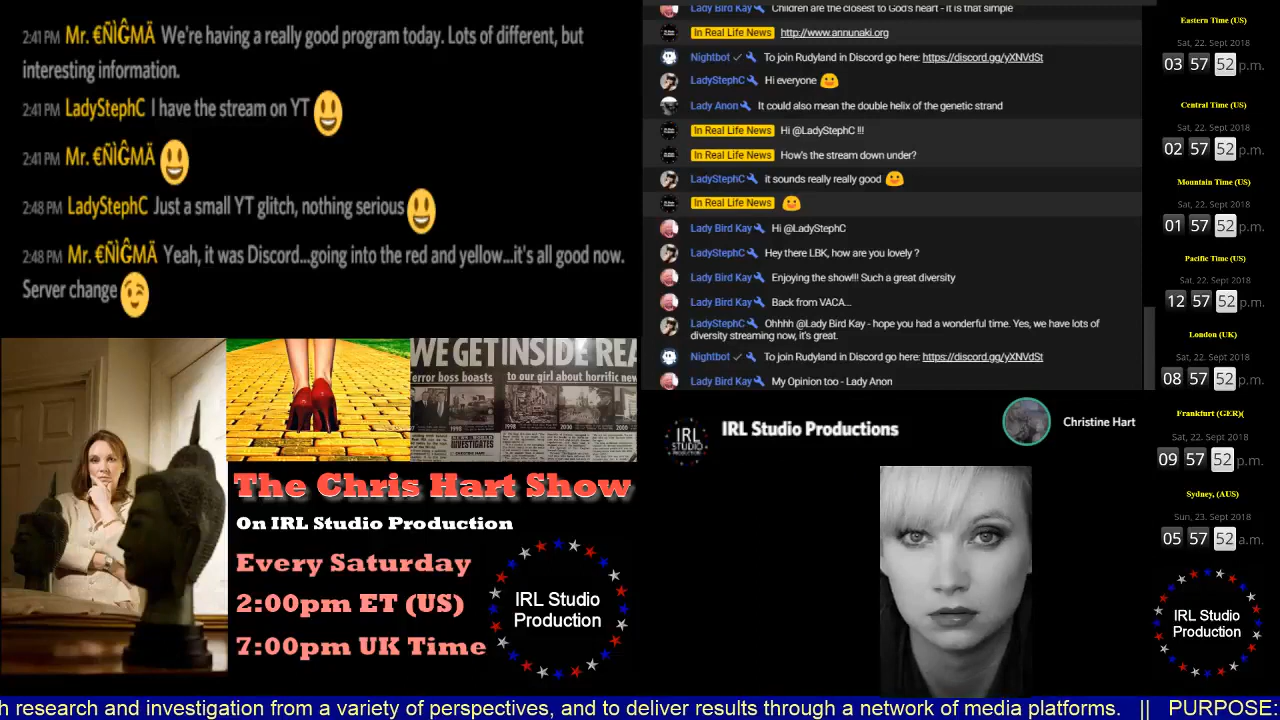 2:41 PM Mr. €ÑÌĜMÄ We're having a really good program today. Lots of different, but
interesting information.
2:41 PM LadyStephC I have the stream on YT 😃
2:41 PM Mr. €ÑÌĜMÄ 😃
2:48 PM LadyStephC Just a small YT glitch, nothing serious 😃
2:48 PM Mr. €ÑÌĜMÄ Yeah, it was Discord...going into the red and yellow...it's all good now.
Server change 😉
Lady Bird Kay Children are the closest to God's heart - it is that simple
In Real Life News http://www.annunaki.org
Nightbot To join Rudyland in Discord go here: https://discord.gg/yXNVdSt
LadyStephC Hi everyone
Lady Anon It could also mean the double helix of the genetic strand
In Real Life News Hi @LadyStephC !!!
In Real Life News How's the stream down under?
LadyStephC it sounds really really good
In Real Life News
Lady Bird Kay Hi @LadyStephC
LadyStephC Hey there LBK, how are you lovely ?
Lady Bird Kay Enjoying the show!!! Such a great diversity
Lady Bird Kay Back from VACA...
LadyStephC Ohhhh @Lady Bird Kay - hope you had a wonderful time. Yes, we have lots of
diversity streaming now, it's great.
Nightbot To join Rudyland in Discord go here: https://discord.gg/yXNVdSt
Lady Bird Kay My Opinion too - Lady Anon
Eastern Time (US)
Sat, 22. Sept 2018
03 57 52 p.m.
Central Time (US)
Sat, 22. Sept 2018
02 57 52 p.m.
Mountain Time (US)
Sat, 22. Sept 2018
01 57 52 p.m.
Pacific Time (US)
Sat, 22. Sept 2018
12 57 52 p.m.
London (UK)
Sat, 22. Sept 2018
08 57 52 p.m.
Frankfurt (GER)(
Sat, 22. Sept 2018
09 57 52 p.m.
Sydney, (AUS)
Sun, 23. Sept 2018
05 57 52 a.m.
WE GET INSIDE REA
error boss boasts
to our girl about horrific new
1998
2000
INVESTIGATES
The Chris Hart Show
On IRL Studio Production
Every Saturday
2:00pm ET (US)
7:00pm UK Time
IRL Studio
Production
IRL
STUDIO
PRODUCTION
IRL Studio Productions
Christine Hart
IRL Studio
Production
h research and investigation from a variety of perspectives, and to deliver results through a network of media platforms. || PURPOSE: